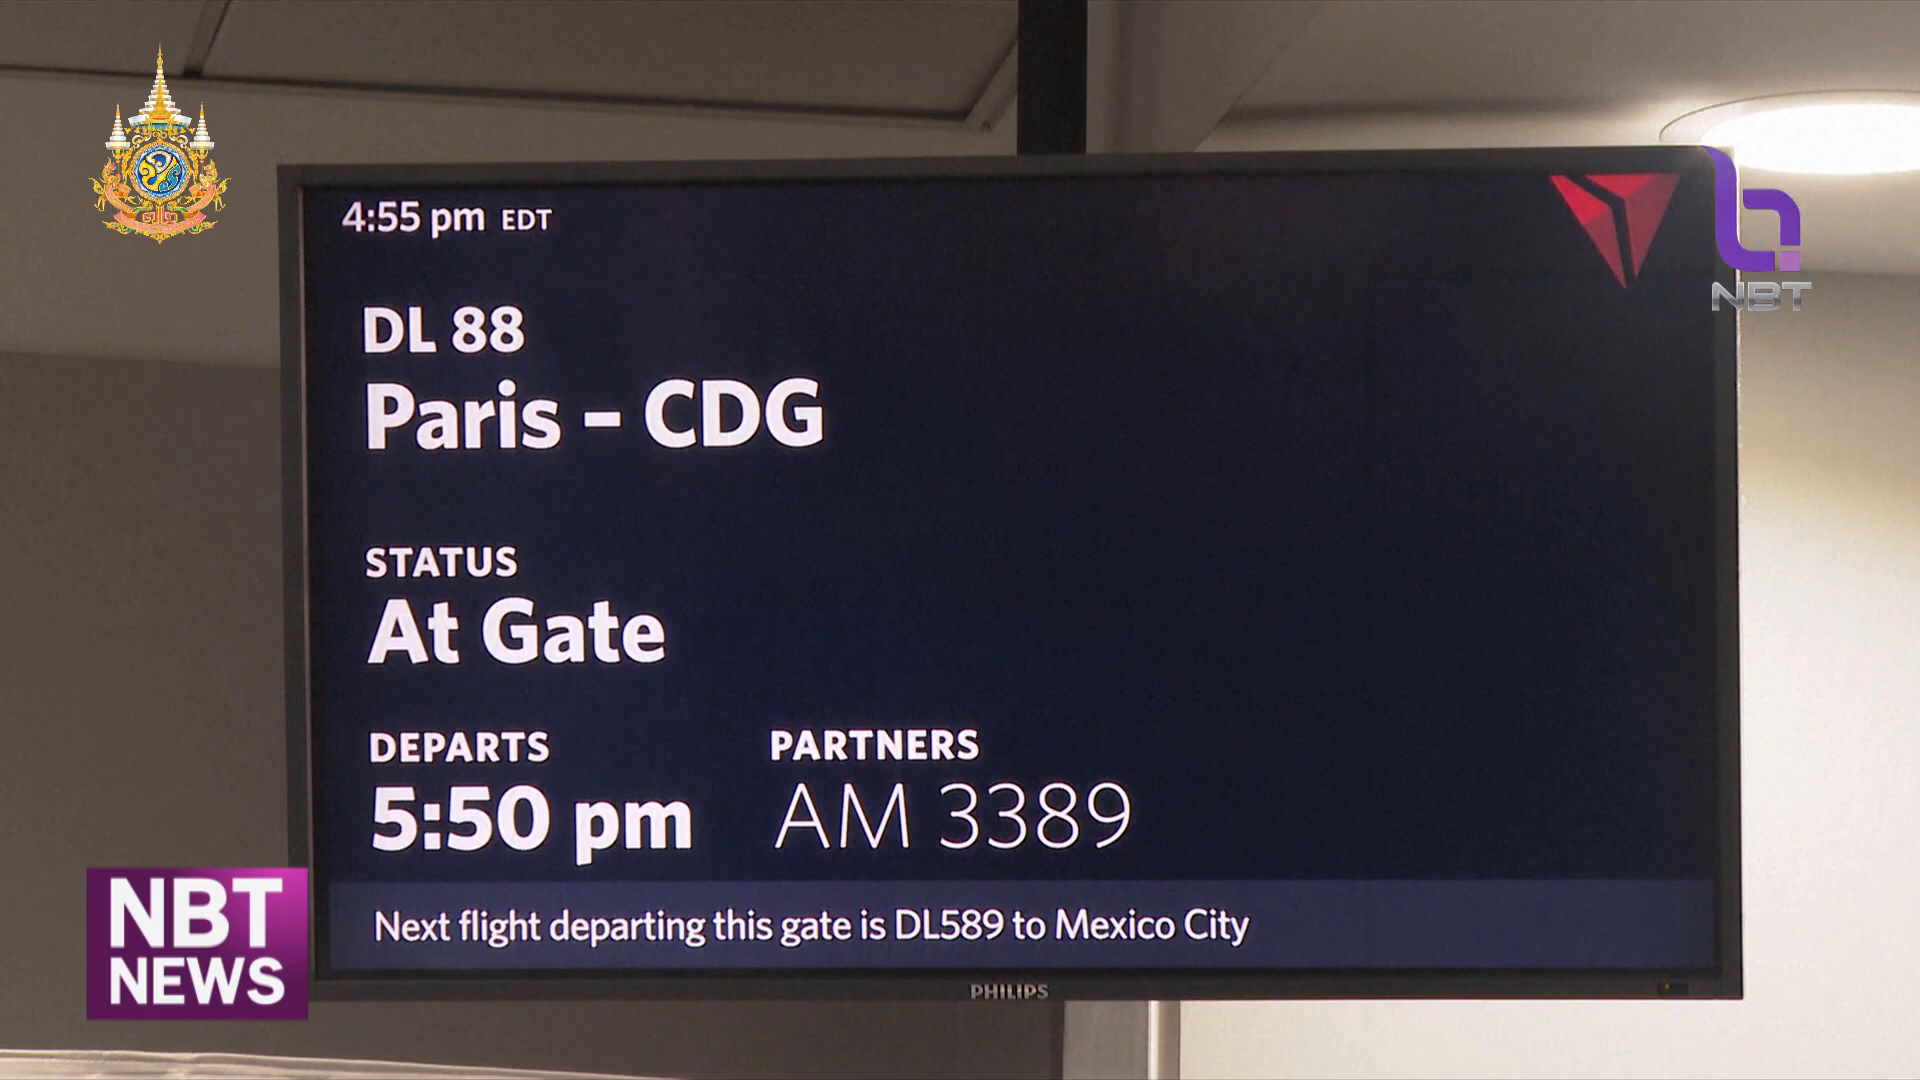 4:55 pm EDT
DL 88
Paris – CDG
STATUS
At Gate
DEPARTS
5:50 pm
PARTNERS
AM 3389
Next flight departing this gate is DL589 to Mexico City
PHILIPS
NBT
NBT
NEWS